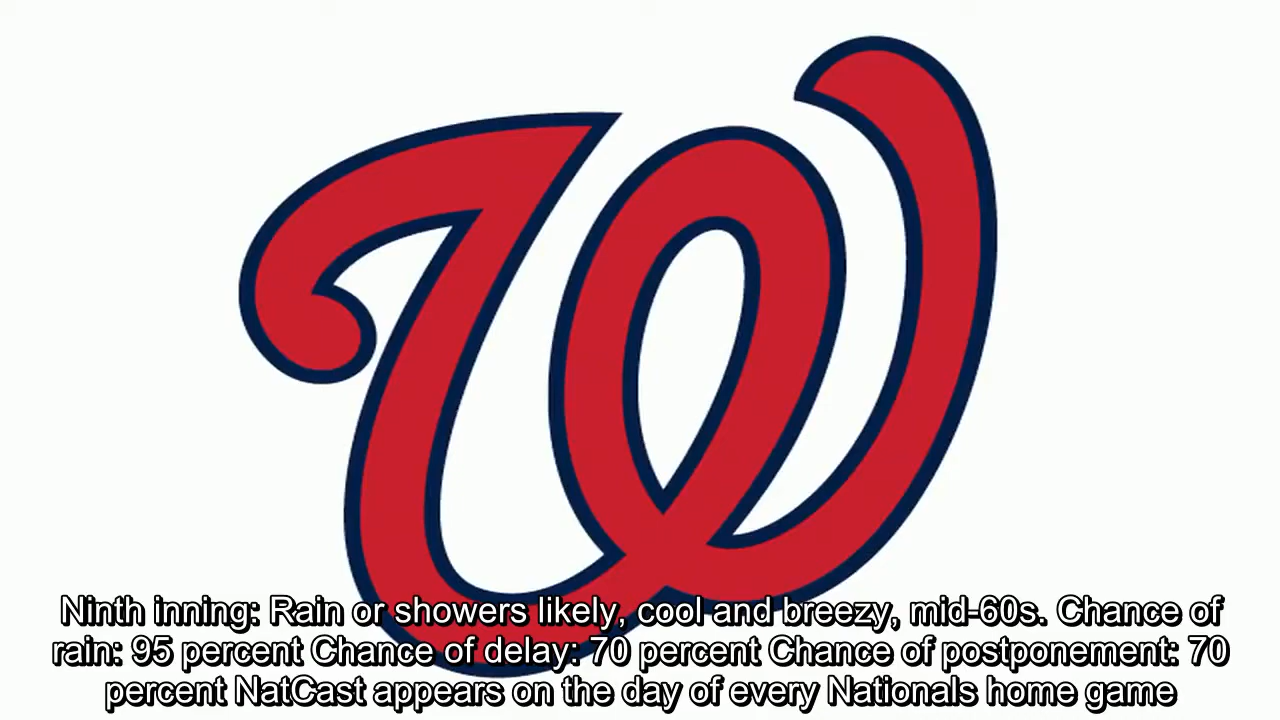 Ninth inning: Rain or showers likely, cool and breezy, mid-60s. Chance of
rain: 95 percent Chance of delay: 70 percent Chance of postponement: 70
percent NatCast appears on the day of every Nationals home game